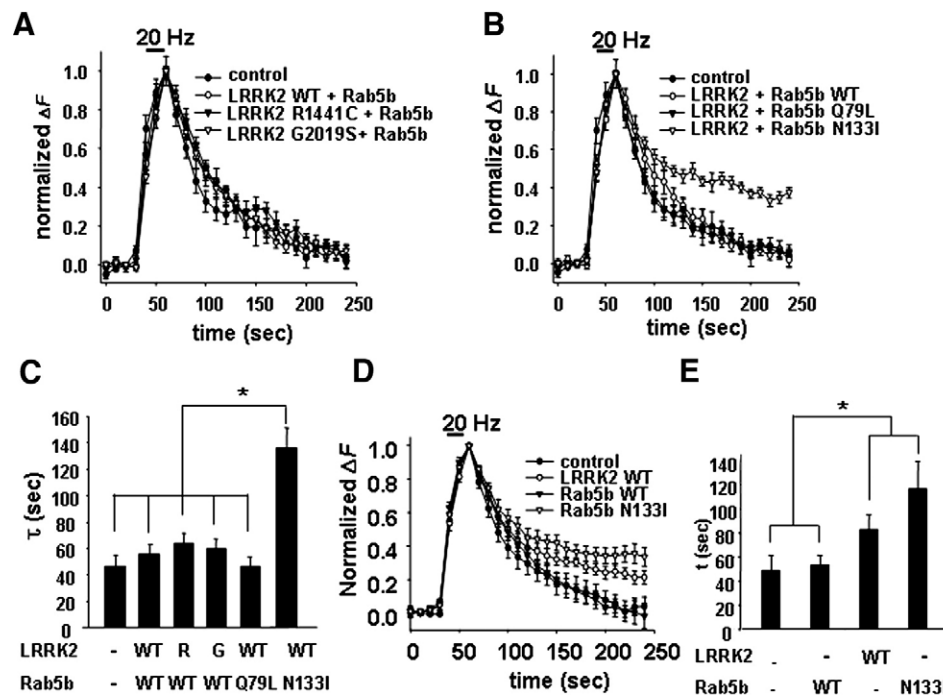 A
20 Hz
control
LRRK2 WT + Rab5b
LRRK2 R1441C + Rab5b
LRRK2 G2019S+ Rab5b
normalized ΔF
1.0
0.8
0.6
0.4
0.2
0.0
0 50 100 150 200 250
time (sec)
B
20 Hz
control
LRRK2 + Rab5b WT
LRRK2 + Rab5b Q79L
LRRK2 + Rab5b N133I
normalized ΔF
1.0
0.8
0.6
0.4
0.2
0.0
0 50 100 150 200 250
time (sec)
C
*
τ (sec)
160
140
120
100
80
60
40
20
0
LRRK2 - WT R G WT WT
Rab5b - WT WT WT Q79L N133I
D
20 Hz
control
LRRK2 WT
Rab5b WT
Rab5b N133I
Normalized ΔF
1.0
0.8
0.6
0.4
0.2
0.0
0 50 100 150 200 250
time (sec)
E
*
t (sec)
140
120
100
80
60
40
20
0
LRRK2 - - WT -
Rab5b - WT - N133